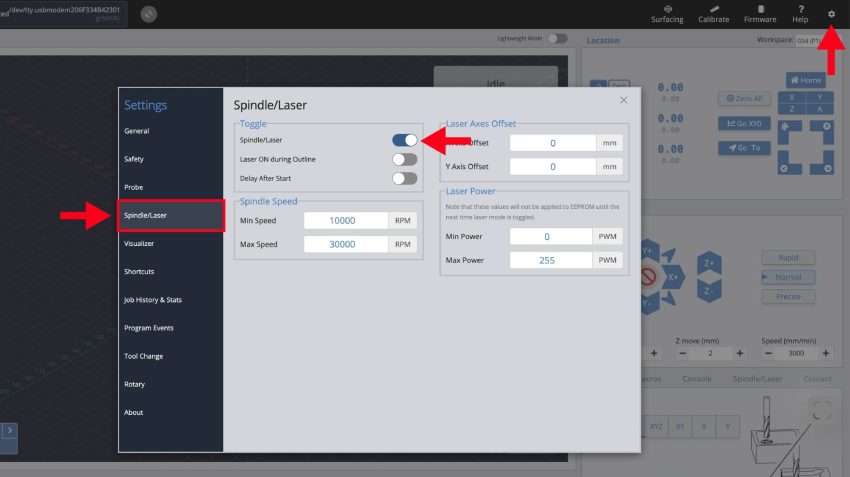 /dev/tty.usbmodem206F334B42301
grblHAL
Surfacing
Calibrate
Firmware
Help
Lightweight Mode
Location
Workspace:
G54 (P1)
Idle
Settings
General
Safety
Probe
Spindle/Laser
Visualizer
Shortcuts
Job History & Stats
Program Events
Tool Change
Rotary
About
Spindle/Laser
Toggle
Spindle/Laser
Laser ON during Outline
Delay After Start
Spindle Speed
Min Speed 10000 RPM
Max Speed 30000 RPM
Laser Axes Offset
Offset 0 mm
Y Axis Offset 0 mm
Laser Power
Note that these values will not be applied to EEPROM until the
next time laser mode is toggled.
Min Power 0 PWM
Max Power 255 PWM
Zero
0.00
0.00
0.00
0.00
0.00
0.00
Zero All
Go XY0
Go To
Home
X Y
Z A
Y+
X+
Y-
Z+
Z-
Rapid
Normal
Precise
Z move (mm)
2
Speed (mm/min)
3000
acros
Console
Spindle/Laser
Coolant
XYZ XY X Y